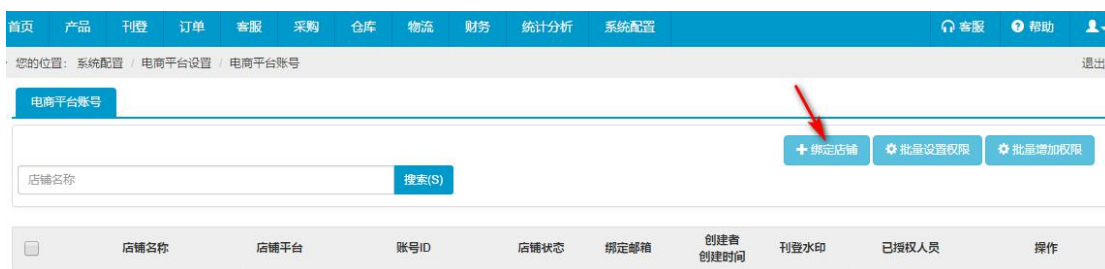 首页 产品 刊登 订单 客服 采购 仓库 物流 财务 统计分析 系统配置 客服 帮助
您的位置: 系统配置 / 电商平台设置 / 电商平台账号 退出
电商平台账号
绑定店铺 批量设置权限 批量增加权限
店铺名称 搜索(S)
店铺名称 店铺平台 账号ID 店铺状态 绑定邮箱 创建者 刊登水印 已授权人员 操作
创建时间